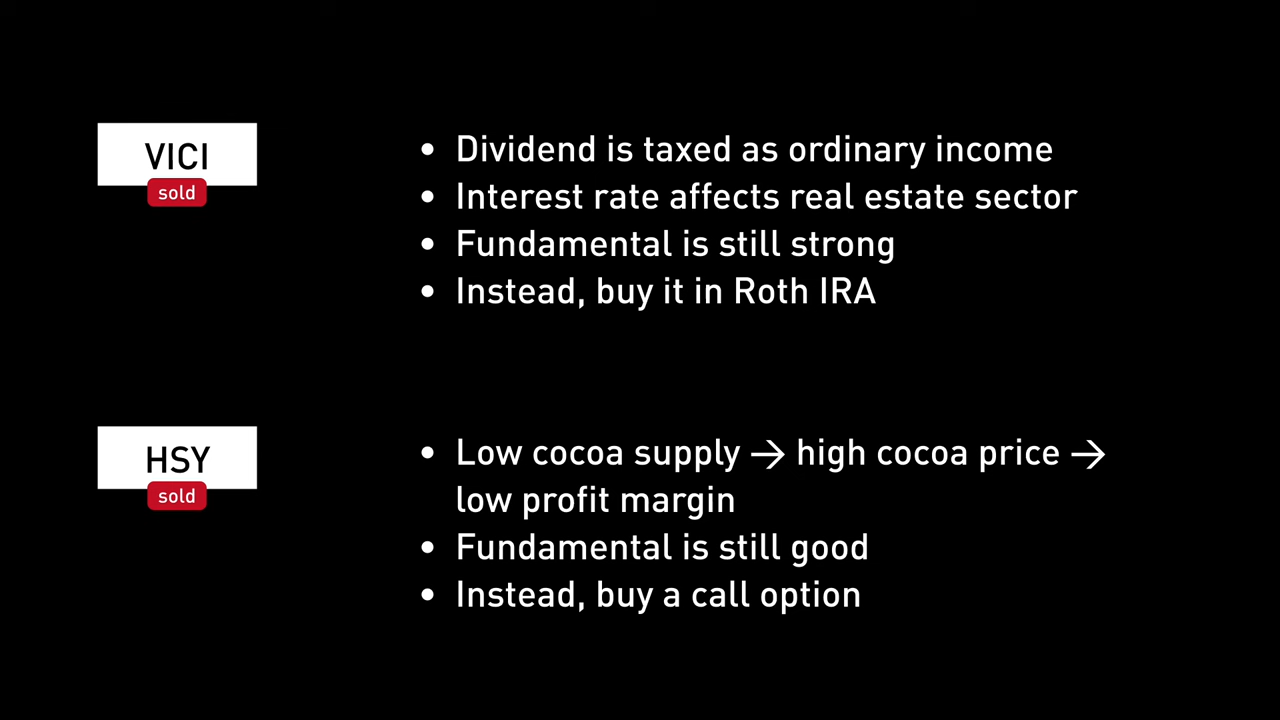 VICI
sold
• Dividend is taxed as ordinary income
• Interest rate affects real estate sector
• Fundamental is still strong
• Instead, buy it in Roth IRA
HSY
sold
• Low cocoa supply → high cocoa price →
low profit margin
• Fundamental is still good
• Instead, buy a call option